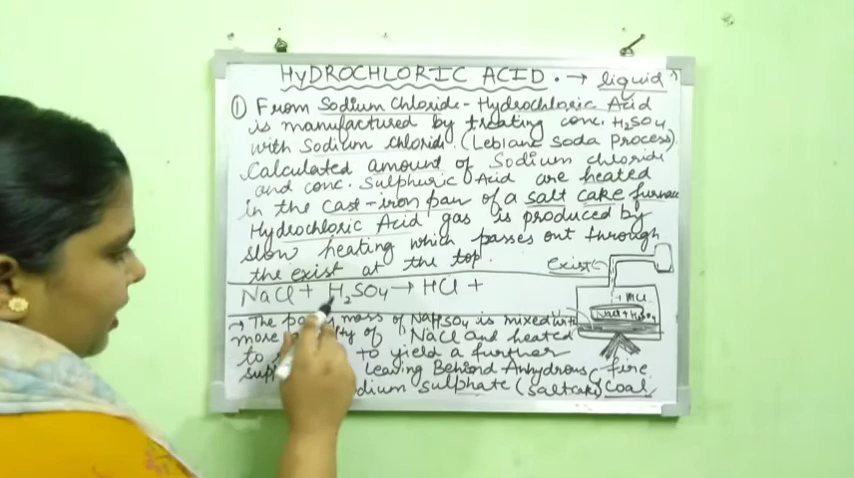 HYDROCHLORIC ACID. → liquid
① From Sodium Chloride - Hydrochloric Acid
is manufactured by treating conc. H₂SO₄
with Sodium chloride. (Leblanc Soda Process).
Calculated amount of Sodium chloride
and conc. Sulphuric Acid are heated
in the cast-iron pan of a salt cake furnace
Hydrochloric Acid gas is produced by
slow heating which passes out through
the exist at the top.
exist
NaCl + H₂SO₄ → HCl +
↑ HCl
NaCl + H₂SO₄
→ The mass of NaHSO₄ is mixed with
more of NaCl and heated
to to yield a further
Leaving Behind Anhydrous
Sulphate (Saltcake)
fire
coal